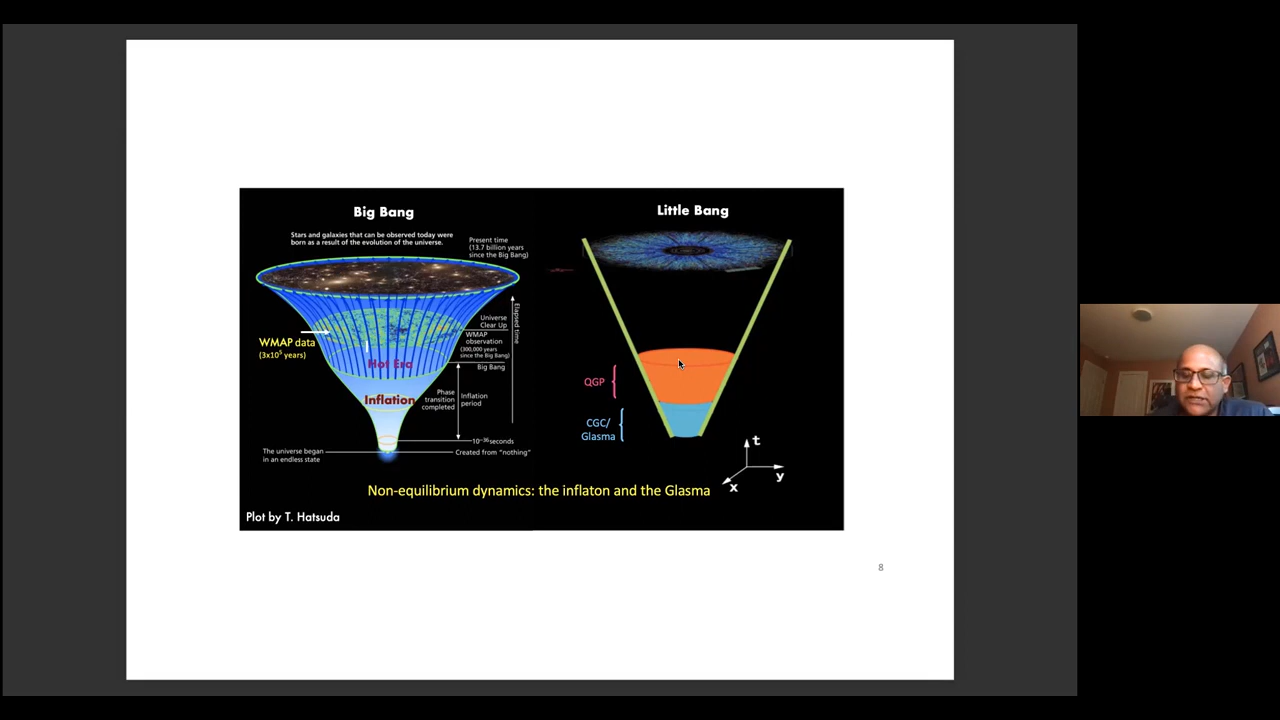 Big Bang
Stars and galaxies that can be observed today were
born as a result of the evolution of the universe.
Present time
(13.7 billion years
since the Big Bang)
Universe
Clear Up
WMAP
observation
(300,000 years
since the Big Bang)
Big Bang
Elapsed time
WMAP data
(3x10⁵ years)
Hot Era
Inflation
Phase
transition
completed
Inflation
period
10⁻³⁶seconds
Created from "nothing"
The universe began
in an endless state
Little Bang
QGP
CGC/
Glasma
t
y
x
Non-equilibrium dynamics: the inflaton and the Glasma
Plot by T. Hatsuda
8